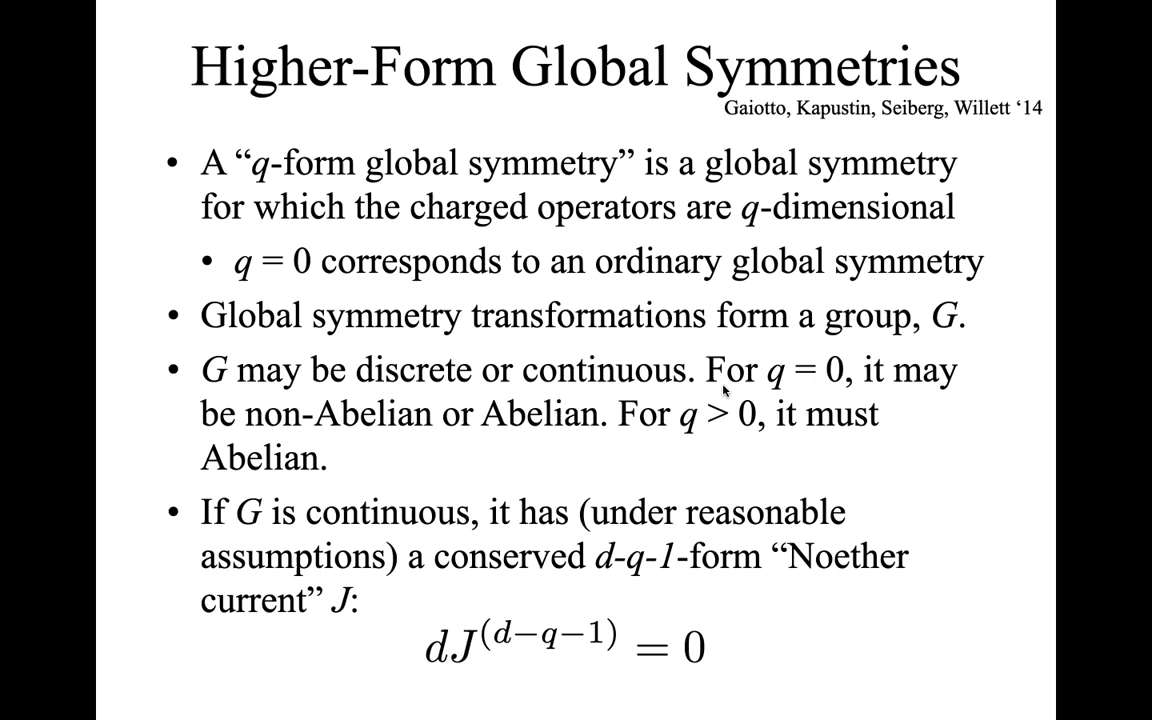 Higher-Form Global Symmetries
Gaiotto, Kapustin, Seiberg, Willett ‘14
• A “q-form global symmetry” is a global symmetry
for which the charged operators are q-dimensional
• q = 0 corresponds to an ordinary global symmetry
• Global symmetry transformations form a group, G.
• G may be discrete or continuous. For q = 0, it may
be non-Abelian or Abelian. For q > 0, it must
Abelian.
• If G is continuous, it has (under reasonable
assumptions) a conserved d-q-1-form “Noether
current” J:
dJ^{(d−q−1)} = 0